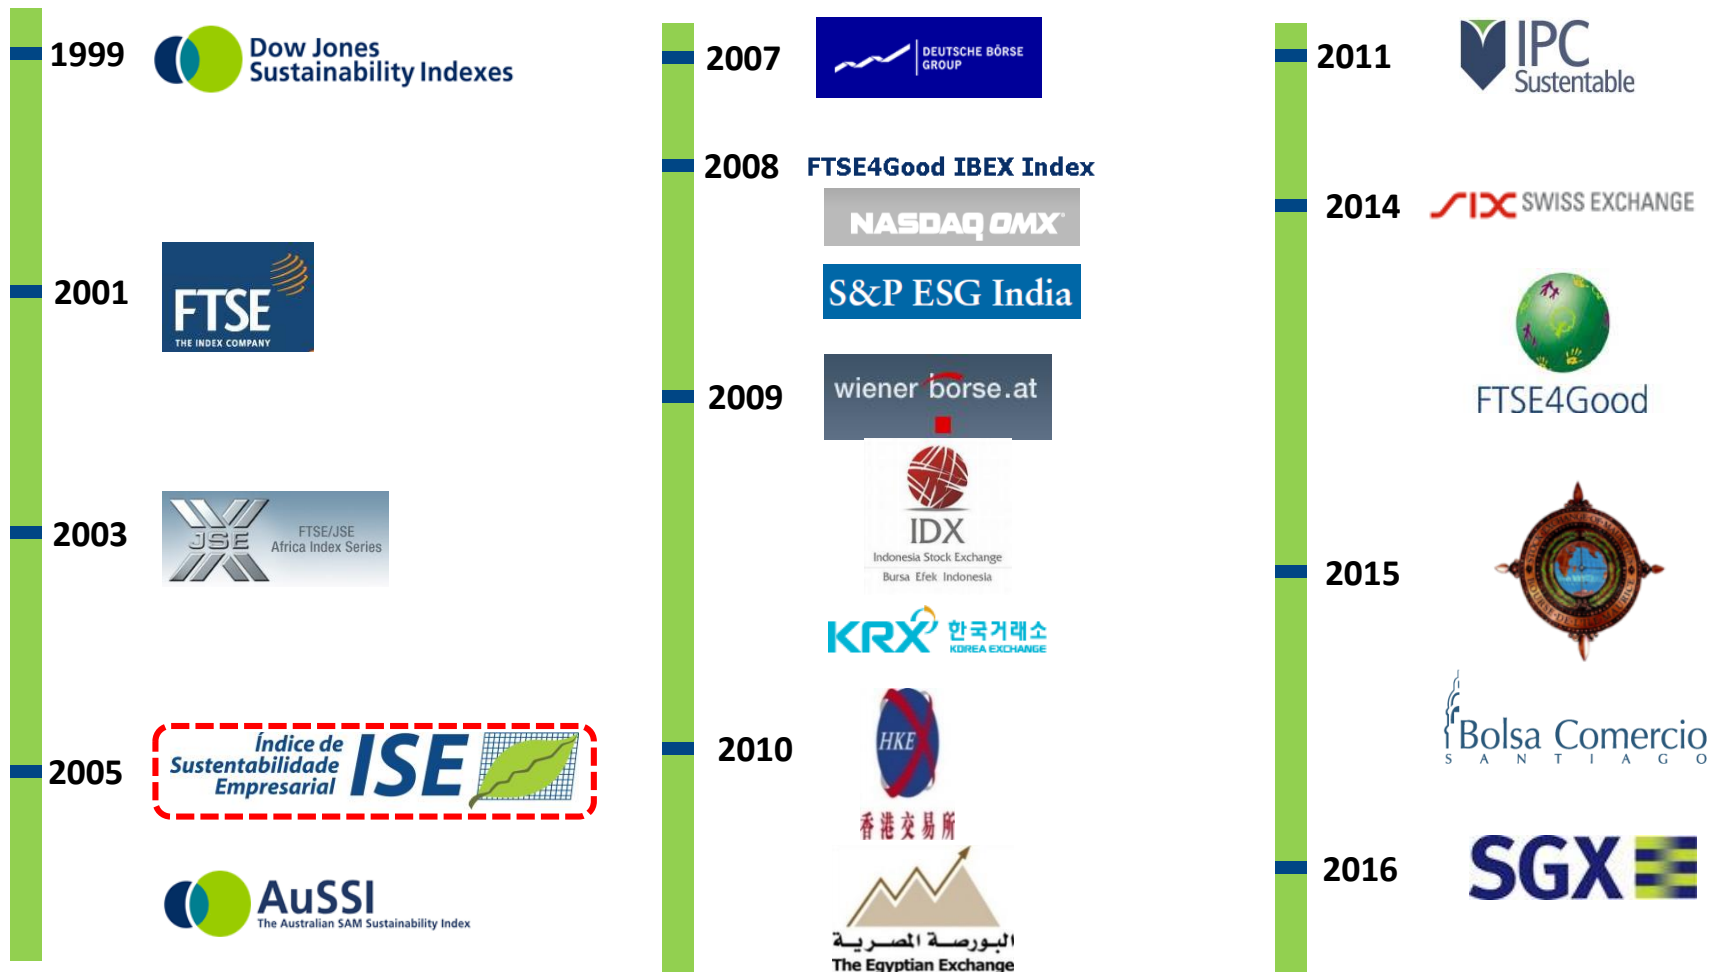 1999
Dow Jones
Sustainability Indexes
2001
FTSE
THE INDEX COMPANY
2003
JSE
FTSE/JSE
Africa Index Series
2005
Índice de
Sustentabilidade
Empresarial
ISE
AuSSI
The Australian SAM Sustainability Index
2007
DEUTSCHE BÖRSE
GROUP
2008
FTSE4Good IBEX Index
NASDAQ OMX
S&P ESG India
2009
wiener börse.at
IDX
Indonesia Stock Exchange
Bursa Efek Indonesia
KRX 한국거래소
KOREA EXCHANGE
2010
HKEX
香港交易所
البورصة المصرية
The Egyptian Exchange
2011
IPC
Sustentable
2014
SIX SWISS EXCHANGE
FTSE4Good
2015
Bolsa Comercio
SANTIAGO
2016
SGX